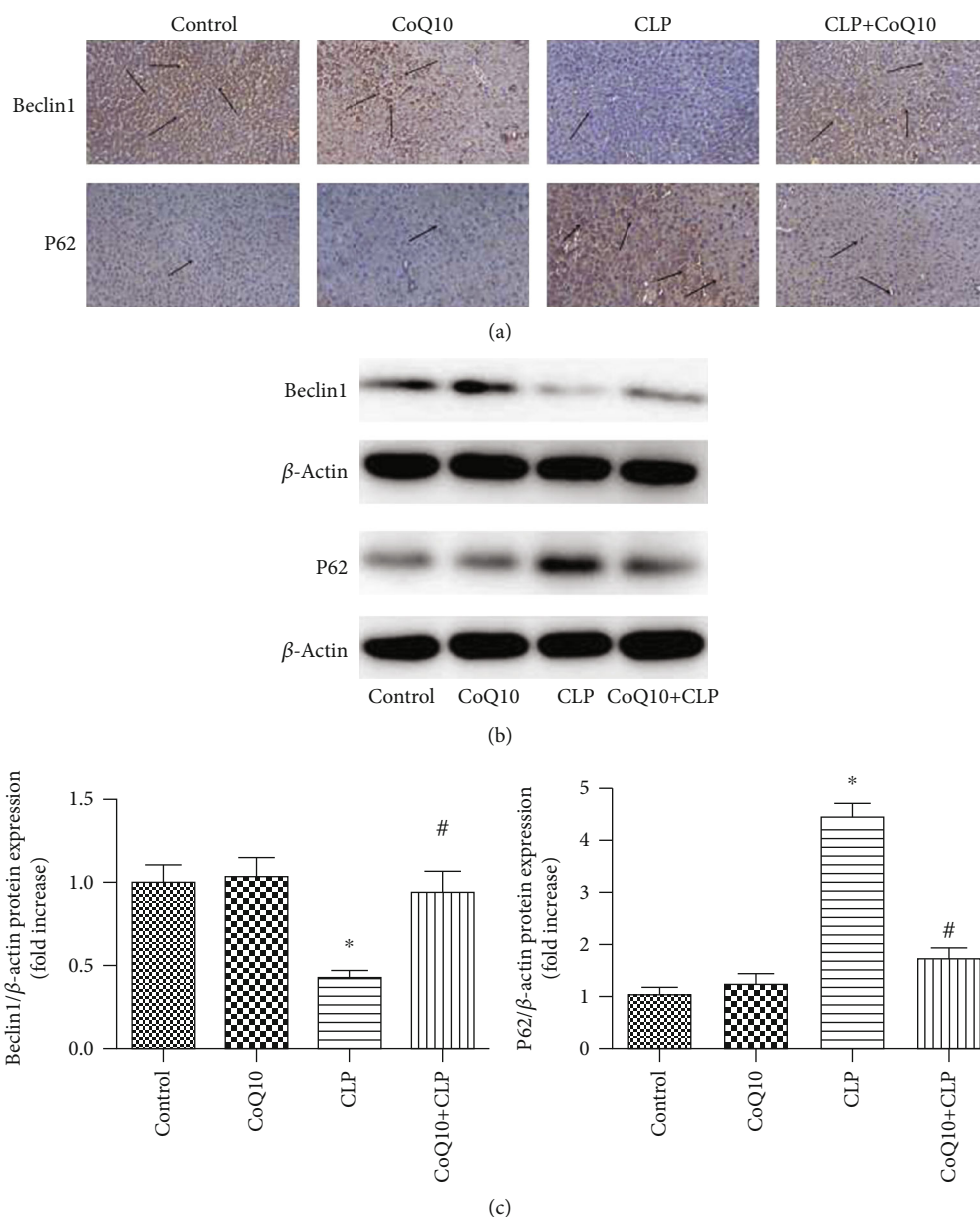 Control CoQ10 CLP CLP+CoQ10
Beclin1
P62
(a)
Beclin1
β-Actin
P62
β-Actin
Control CoQ10 CLP CoQ10+CLP
(b)
Beclin1/β-actin protein expression
(fold increase)
1.5
1.0
0.5
0.0
*
#
Control
CoQ10
CLP
CoQ10+CLP
P62/β-actin protein expression
(fold increase)
5
4
3
2
1
0
*
#
Control
CoQ10
CLP
CoQ10+CLP
(c)